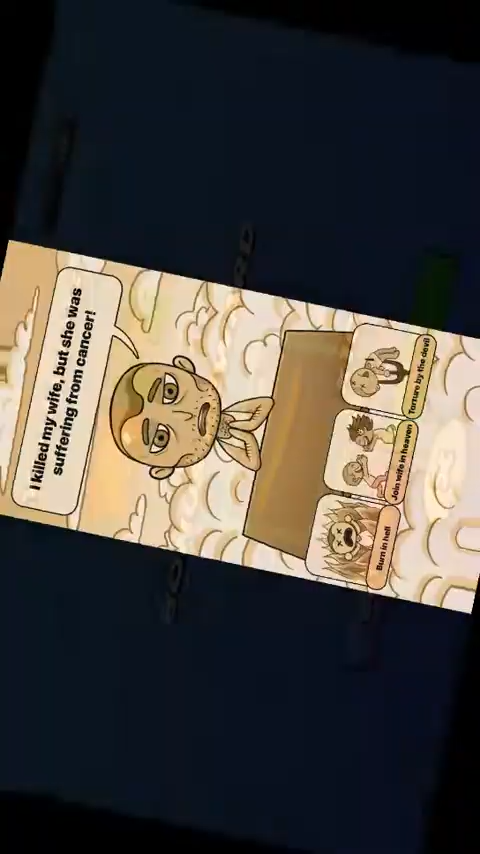 I killed my wife, but she was
suffering from cancer!
Burn in hell
Join wife in heaven
Torture by the devil